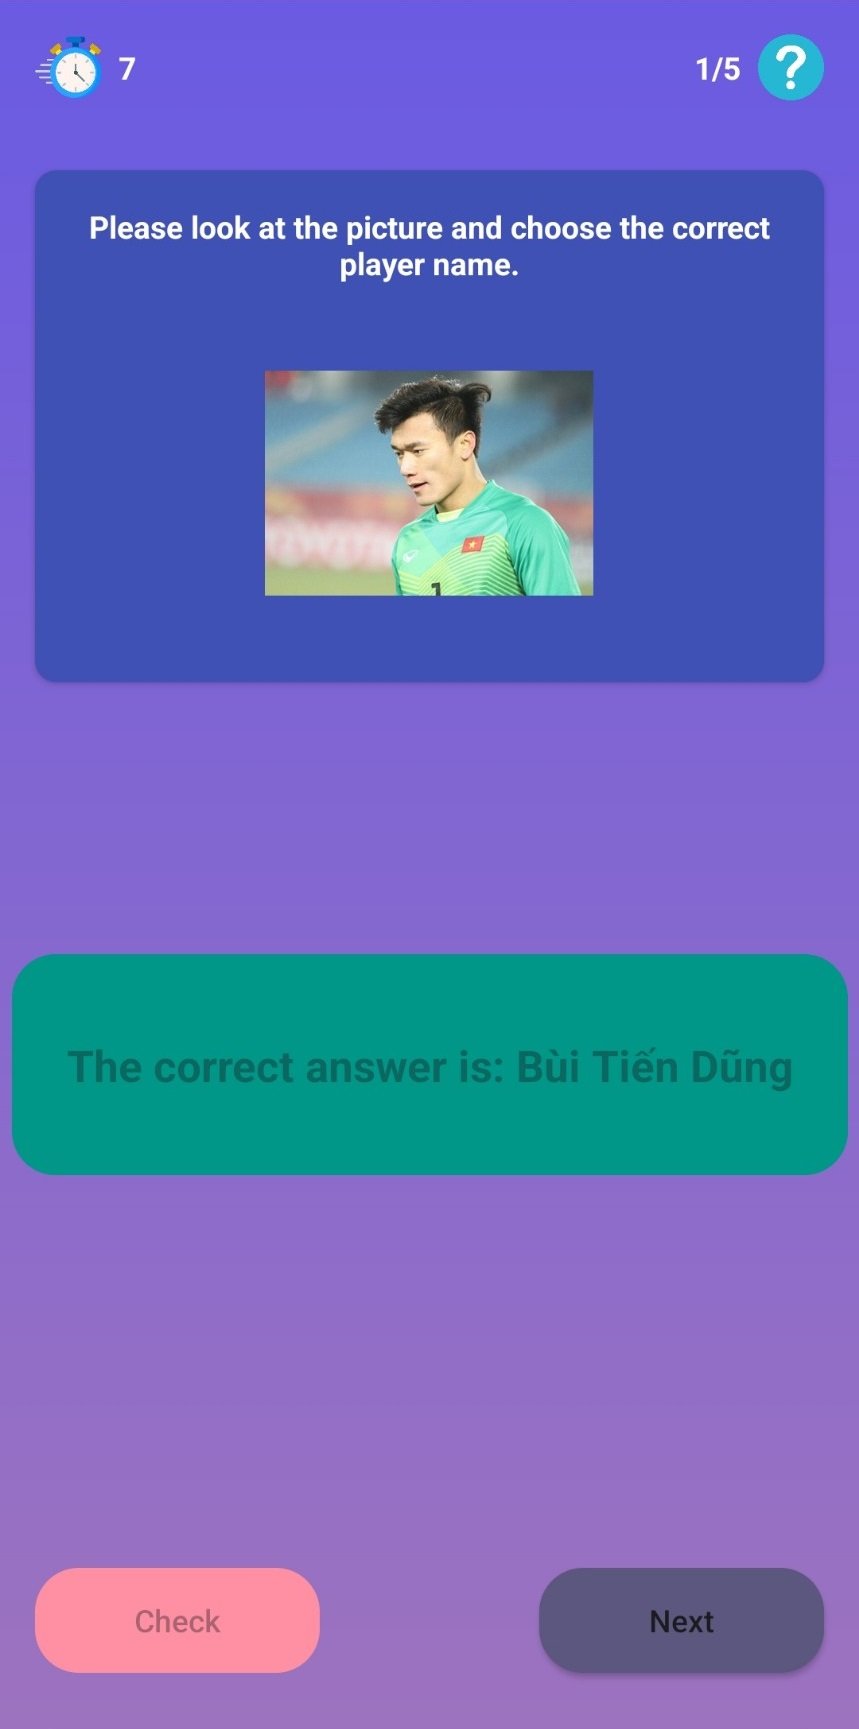 7
1/5
Please look at the picture and choose the correct
player name.
1
The correct answer is: Bùi Tiến Dũng
Check
Next